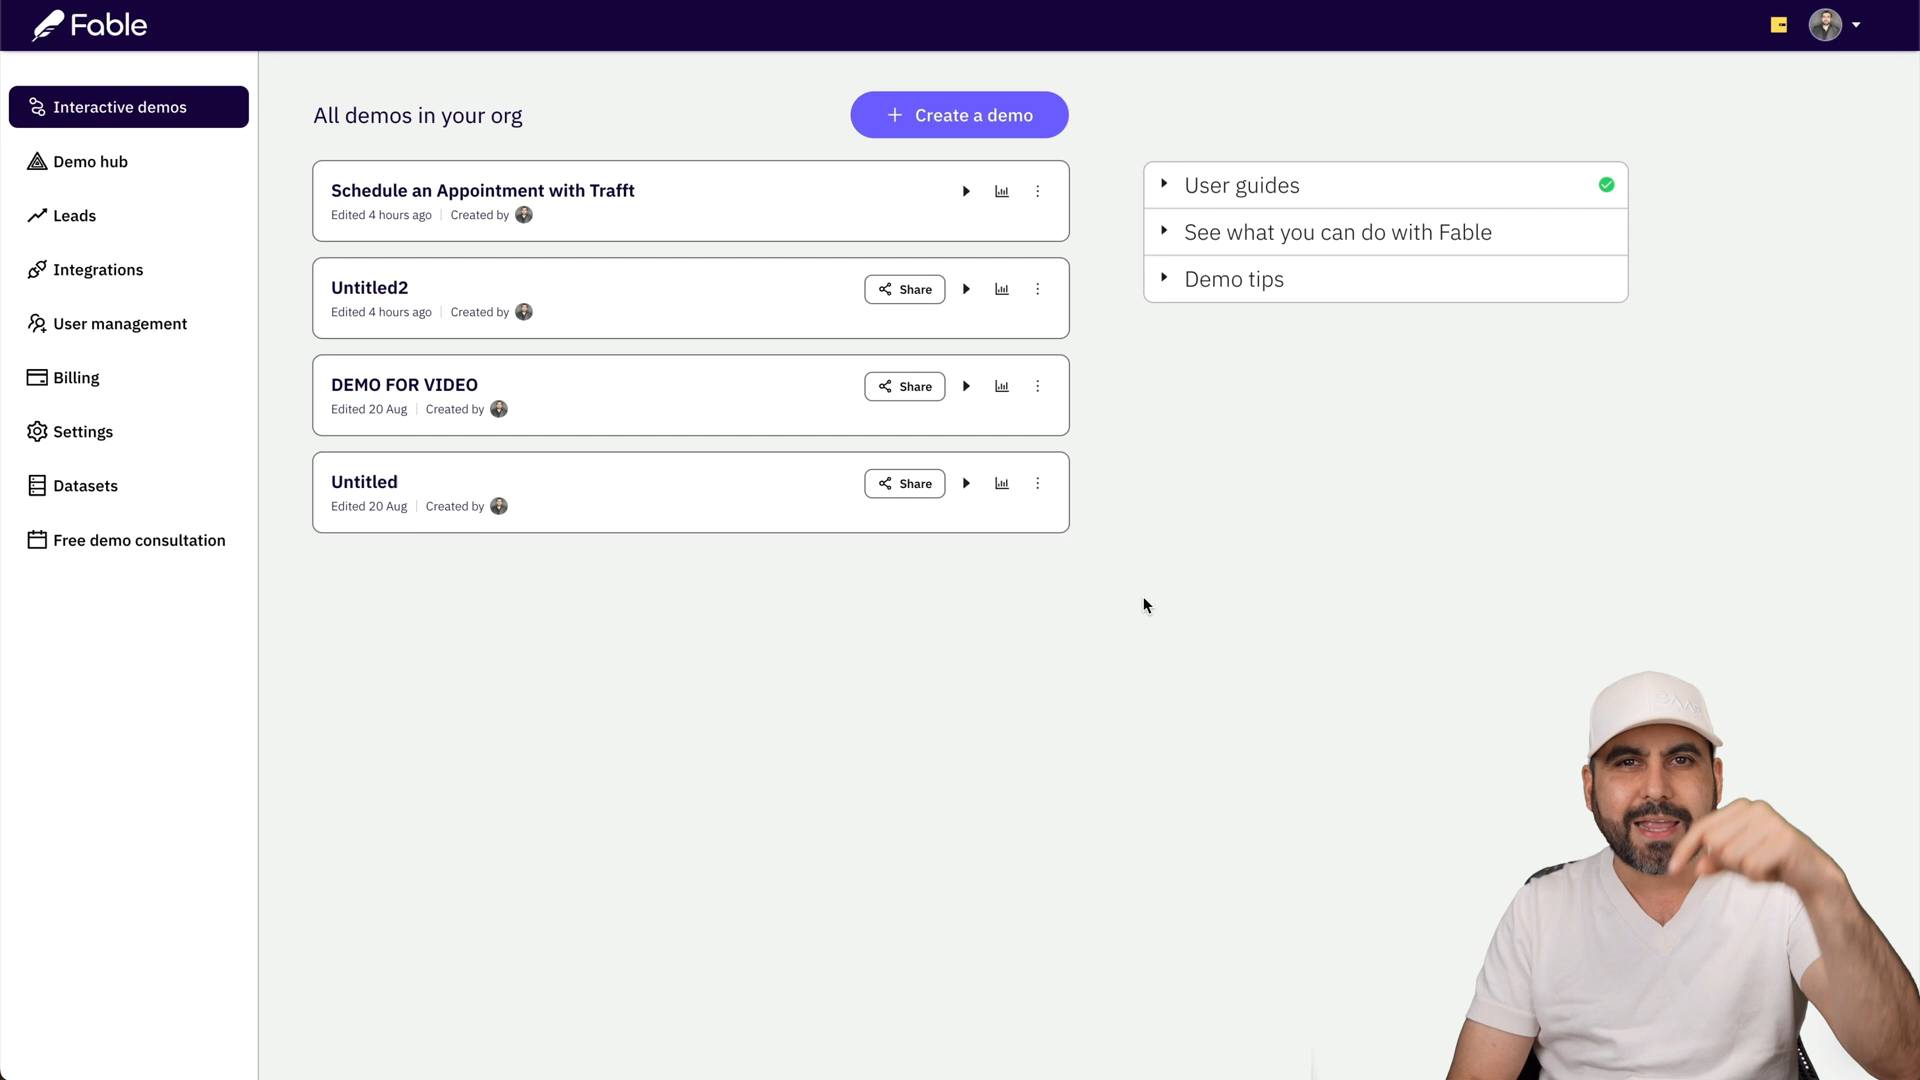 Fable
Interactive demos
Demo hub
Leads
Integrations
User management
Billing
Settings
Datasets
Free demo consultation
All demos in your org
+ Create a demo
Schedule an Appointment with Trafft
Edited 4 hours ago | Created by
Untitled2
Edited 4 hours ago | Created by
Share
DEMO FOR VIDEO
Edited 20 Aug | Created by
Share
Untitled
Edited 20 Aug | Created by
Share
User guides
See what you can do with Fable
Demo tips